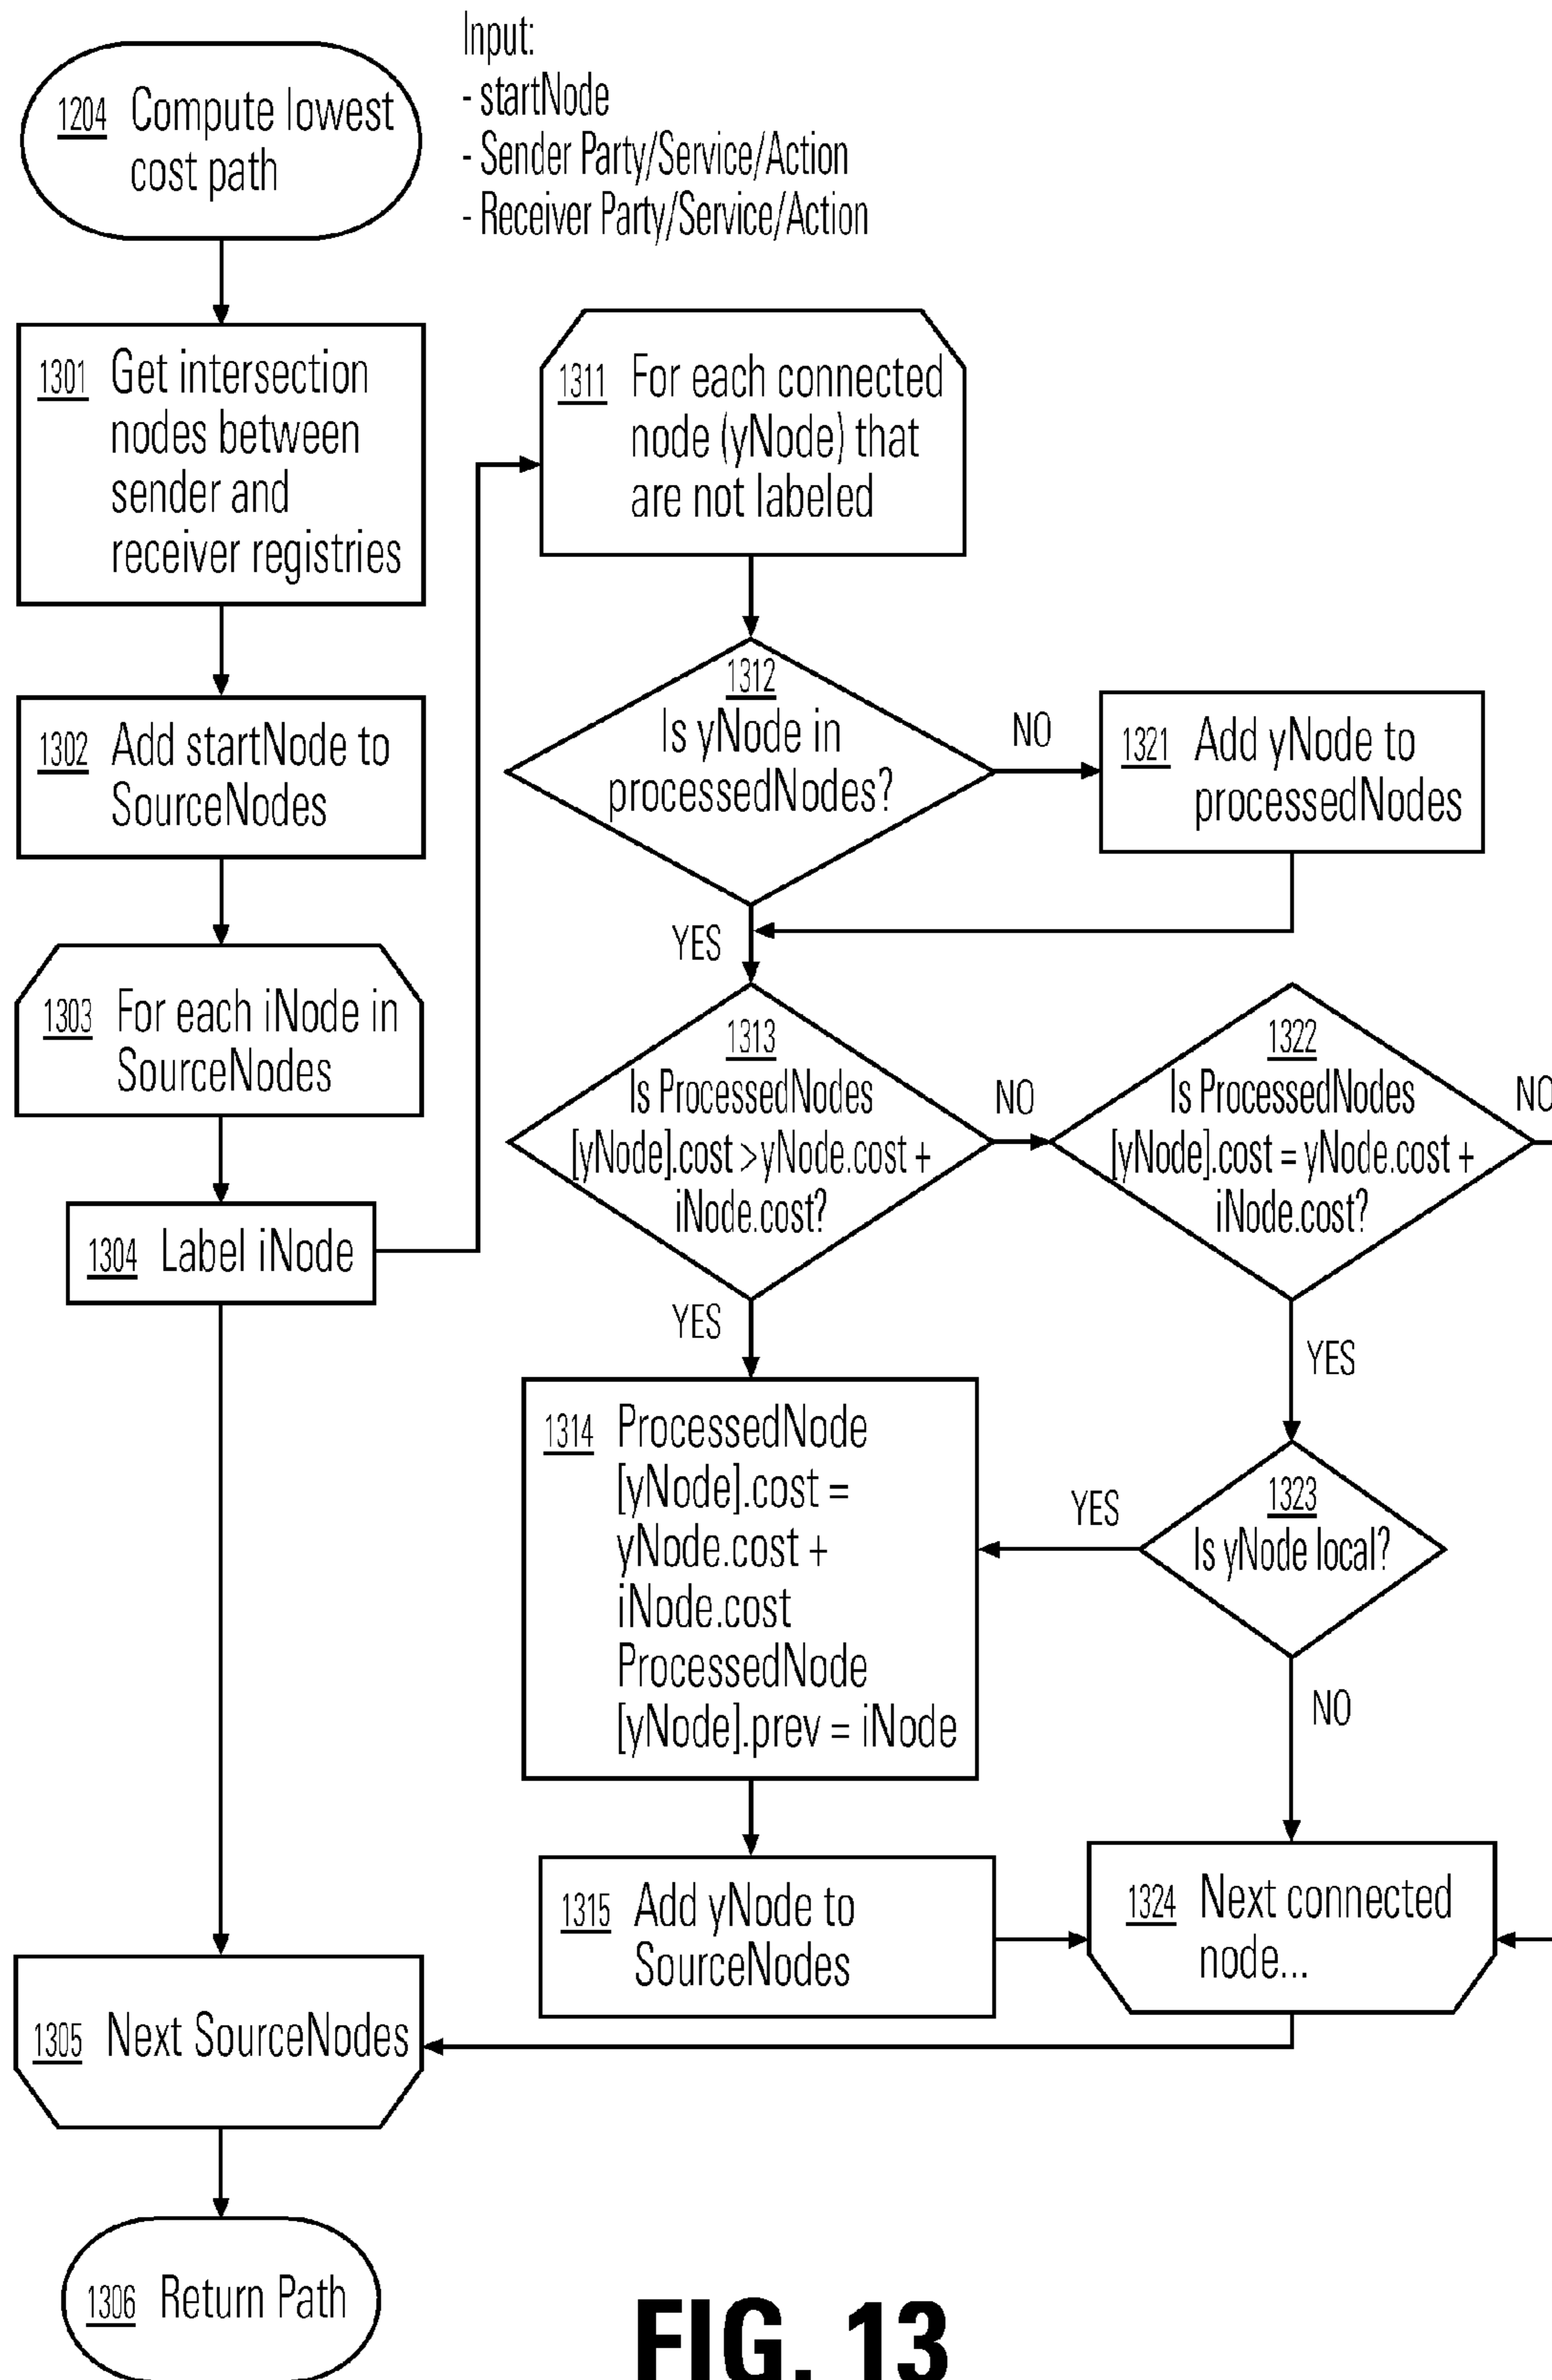 Input:
- startNode
- Sender Party/Service/Action
- Receiver Party/Service/Action
1204 Compute lowest
cost path
1301 Get intersection
nodes between
sender and
receiver registries
1302 Add startNode to
SourceNodes
1303 For each iNode in
SourceNodes
1304 Label iNode
1305 Next SourceNodes
1306 Return Path
1311 For each connected
node (yNode) that
are not labeled
1312
Is yNode in
processedNodes?
NO
1321 Add yNode to
processedNodes
YES
1313
Is ProcessedNodes
[yNode].cost >yNode.cost +
iNode.cost?
NO
1322
Is ProcessedNodes
[yNode].cost = yNode.cost +
iNode.cost?
NO
YES
YES
1314 ProcessedNode
[yNode].cost =
yNode.cost +
iNode.cost
ProcessedNode
[yNode].prev = iNode
YES
1323
Is yNode local?
NO
1315 Add yNode to
SourceNodes
1324 Next connected
node...
FIG. 13